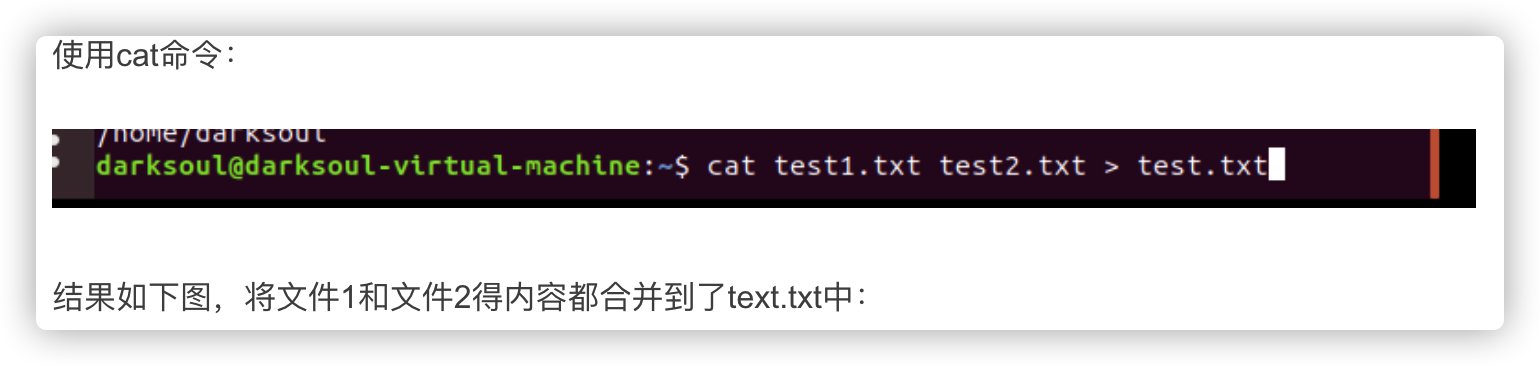 使用cat命令：
/home/darksoul
darksoul@darksoul-virtual-machine:~$ cat test1.txt test2.txt > test.txt
结果如下图，将文件1和文件2得内容都合并到了text.txt中：